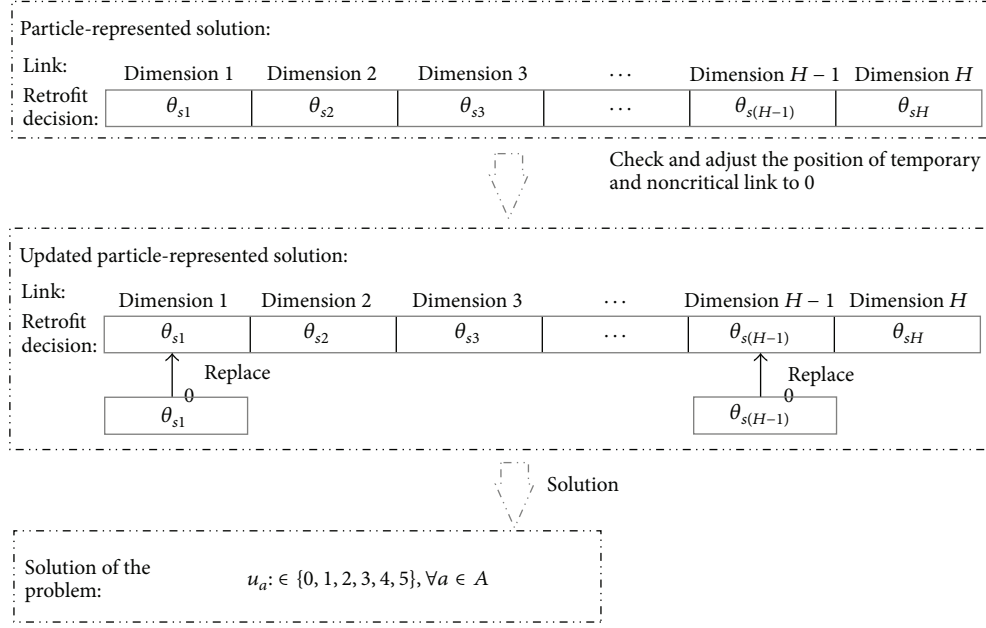 Particle-represented solution:
Link:
Dimension 1 Dimension 2 Dimension 3 ⋯ Dimension H − 1 Dimension H
Retrofit decision: θs1 θs2 θs3 ⋯ θs(H−1) θsH
Check and adjust the position of temporary
and noncritical link to 0
Updated particle-represented solution:
Link:
Dimension 1 Dimension 2 Dimension 3 ⋯ Dimension H − 1 Dimension H
Retrofit decision: θs1 θs2 θs3 ⋯ θs(H−1) θsH
Replace Replace
0 0
θs1 θs(H−1)
Solution
Solution of the
problem: ua: ∈ {0, 1, 2, 3, 4, 5}, ∀a ∈ A